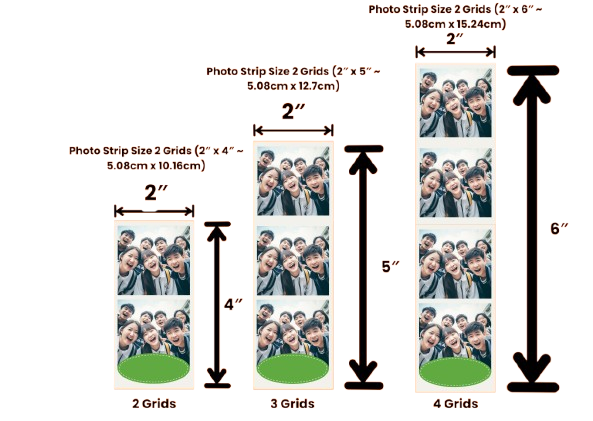 Photo Strip Size 2 Grids (2″ x 6″ ~
5.08cm x 15.24cm)
2″
Photo Strip Size 2 Grids (2″ x 5″ ~
5.08cm x 12.7cm)
2″
Photo Strip Size 2 Grids (2″ x 4″ ~
5.08cm x 10.16cm)
2″
4″
5″
6″
2 Grids
3 Grids
4 Grids